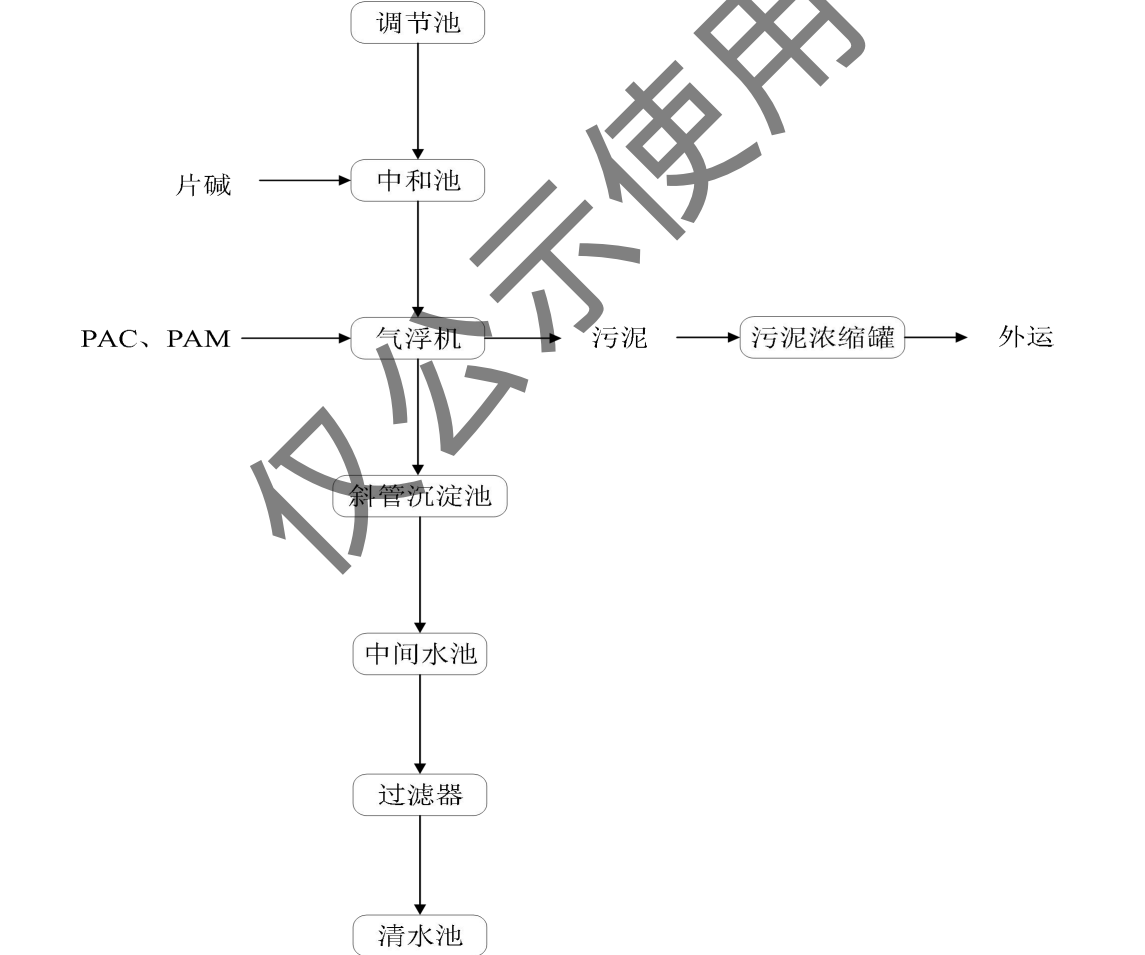 调节池
片碱
中和池
PAC、PAM
气浮机
污泥
污泥浓缩罐
外运
斜管沉淀池
中间水池
过滤器
清水池
仅公示使用